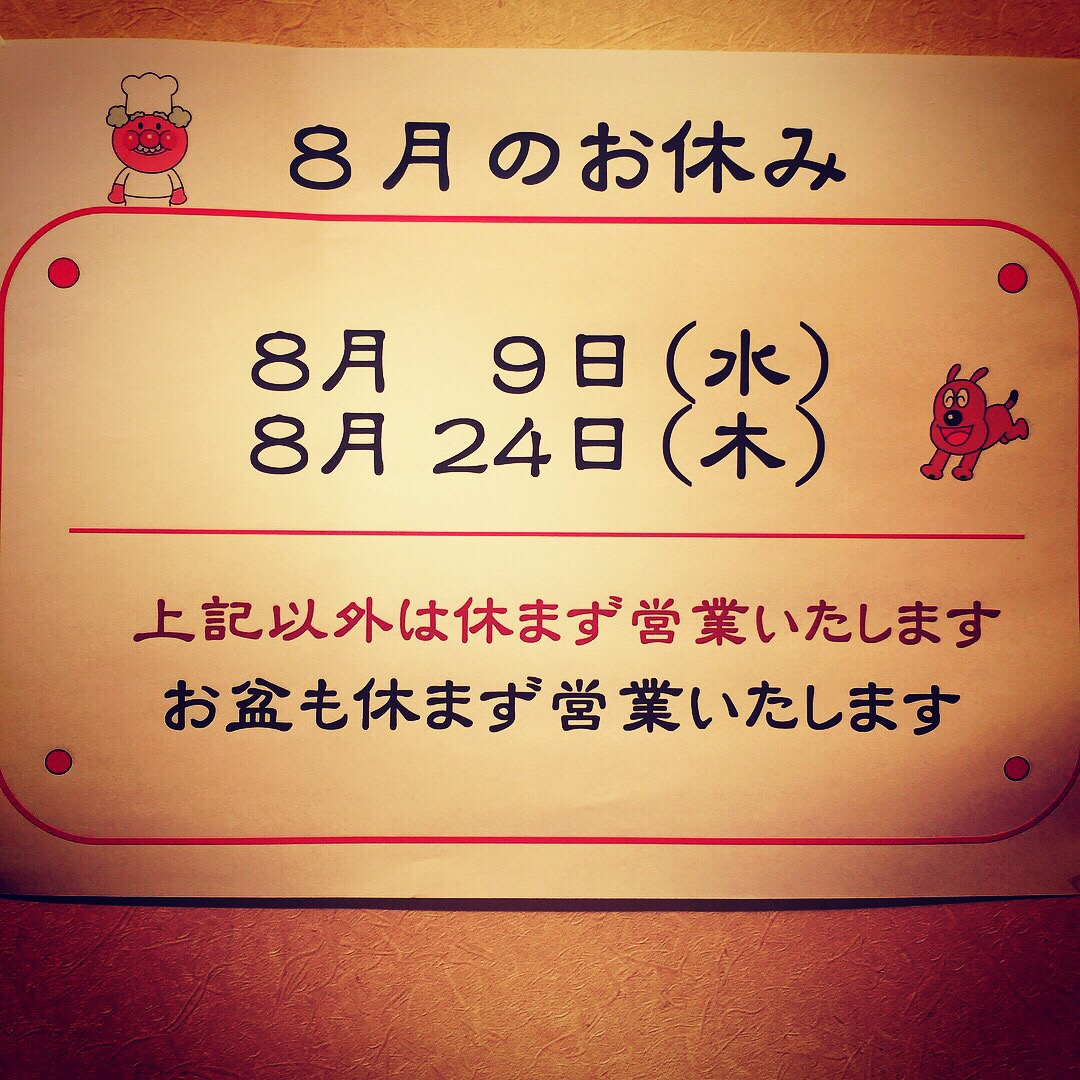 ８月のお休み
８月　９日（水）
８月 24日（木）
上記以外は休まず営業いたします
お盆も休まず営業いたします